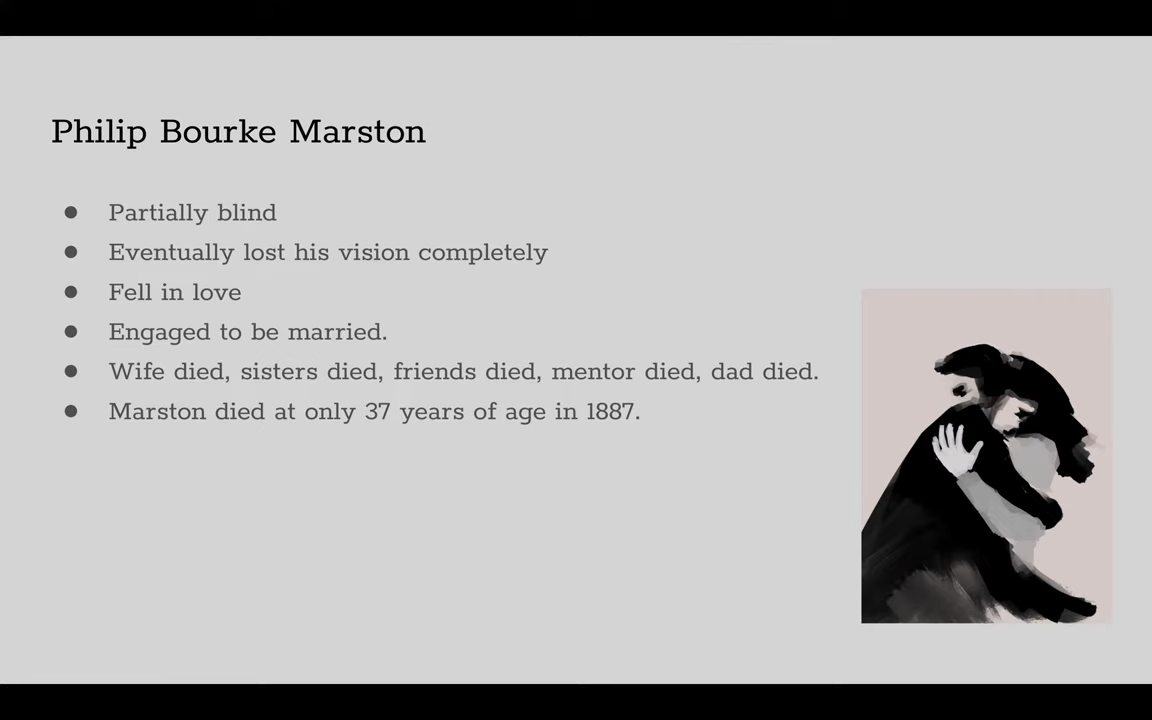 Philip Bourke Marston
● Partially blind
● Eventually lost his vision completely
● Fell in love
● Engaged to be married.
● Wife died, sisters died, friends died, mentor died, dad died.
● Marston died at only 37 years of age in 1887.